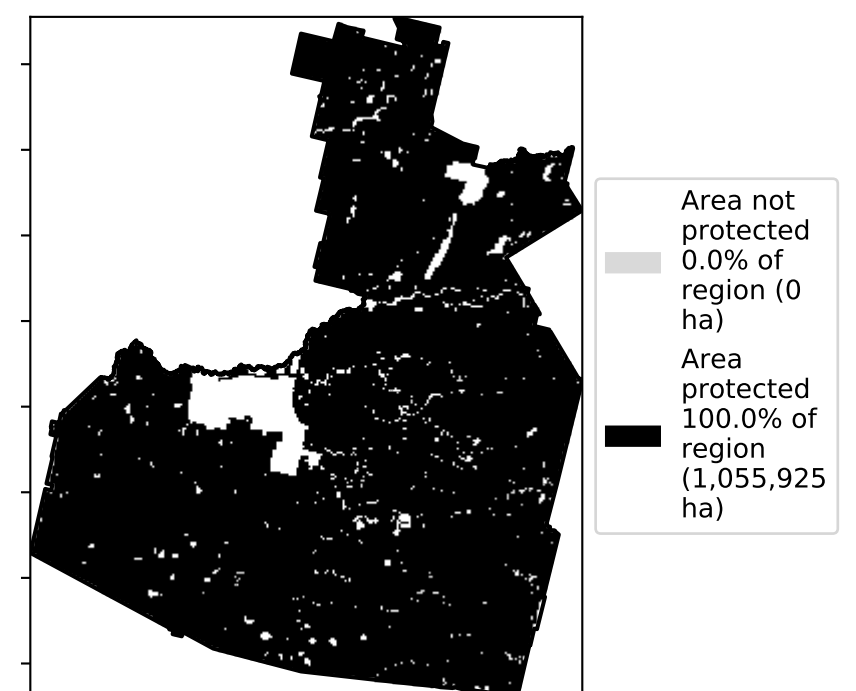 Area not
protected
0.0% of
region (0
ha)
Area
protected
100.0% of
region
(1,055,925
ha)